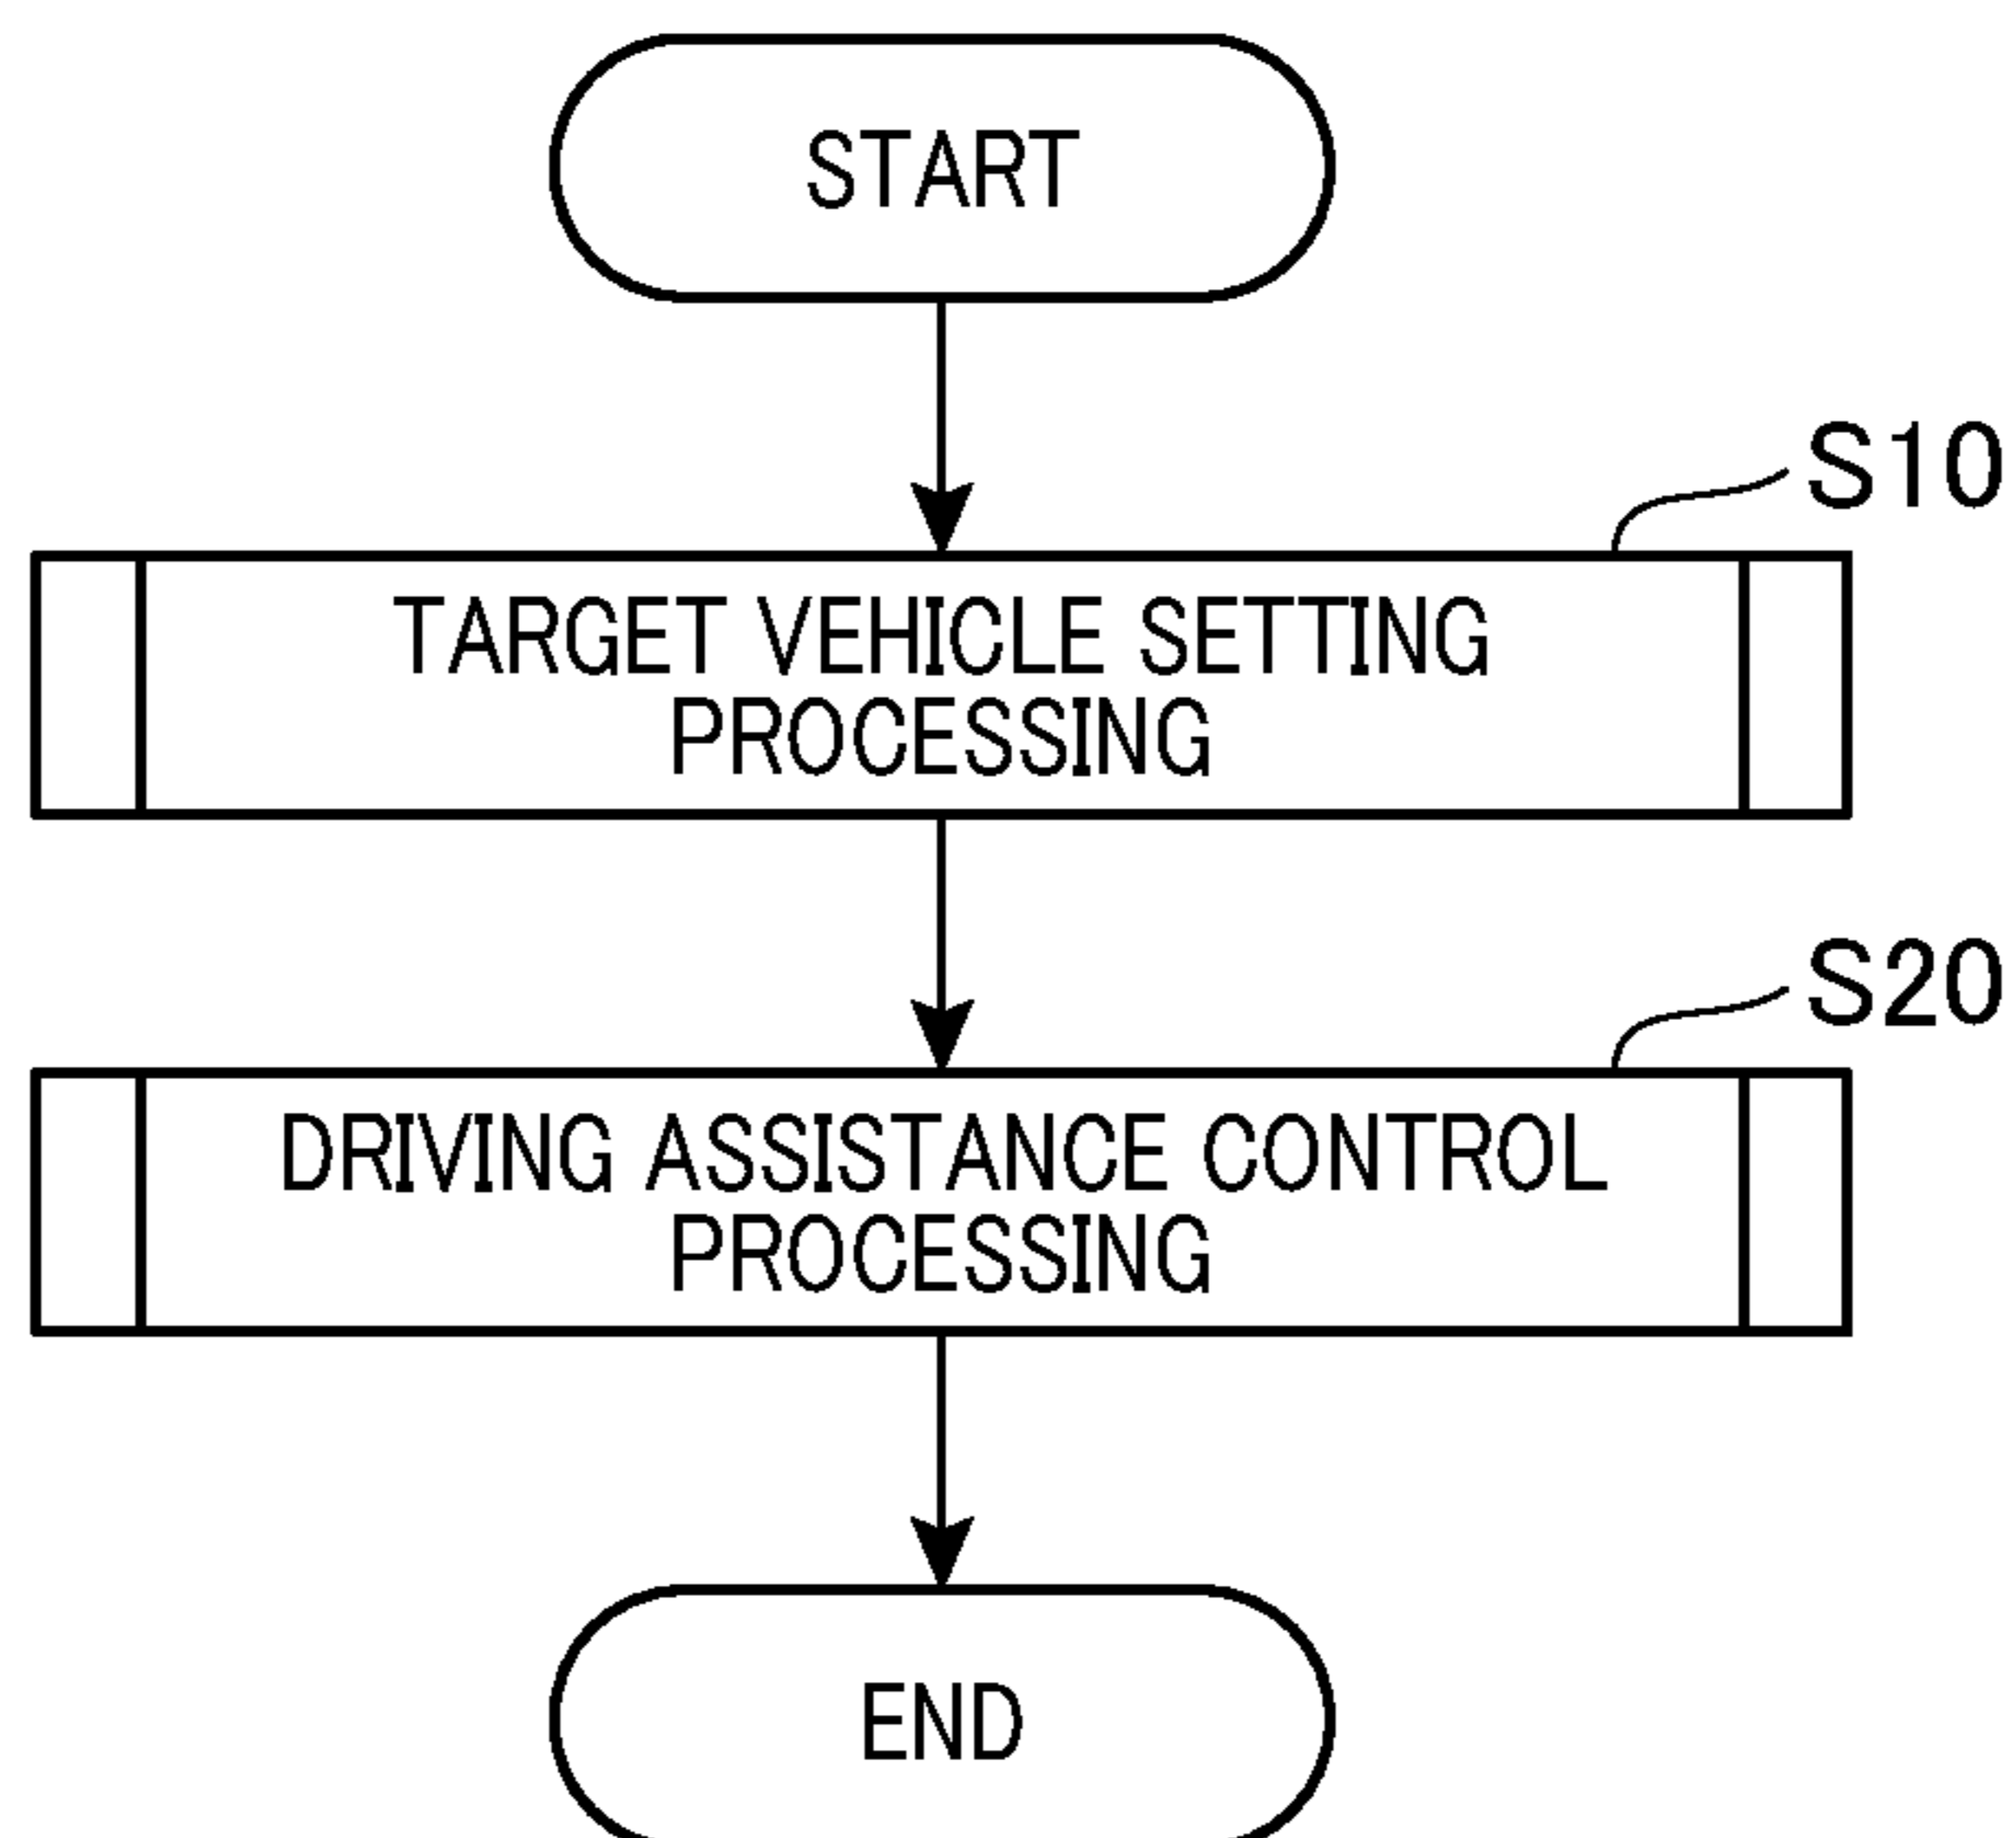 START
S10
TARGET VEHICLE SETTING
PROCESSING
S20
DRIVING ASSISTANCE CONTROL
PROCESSING
END